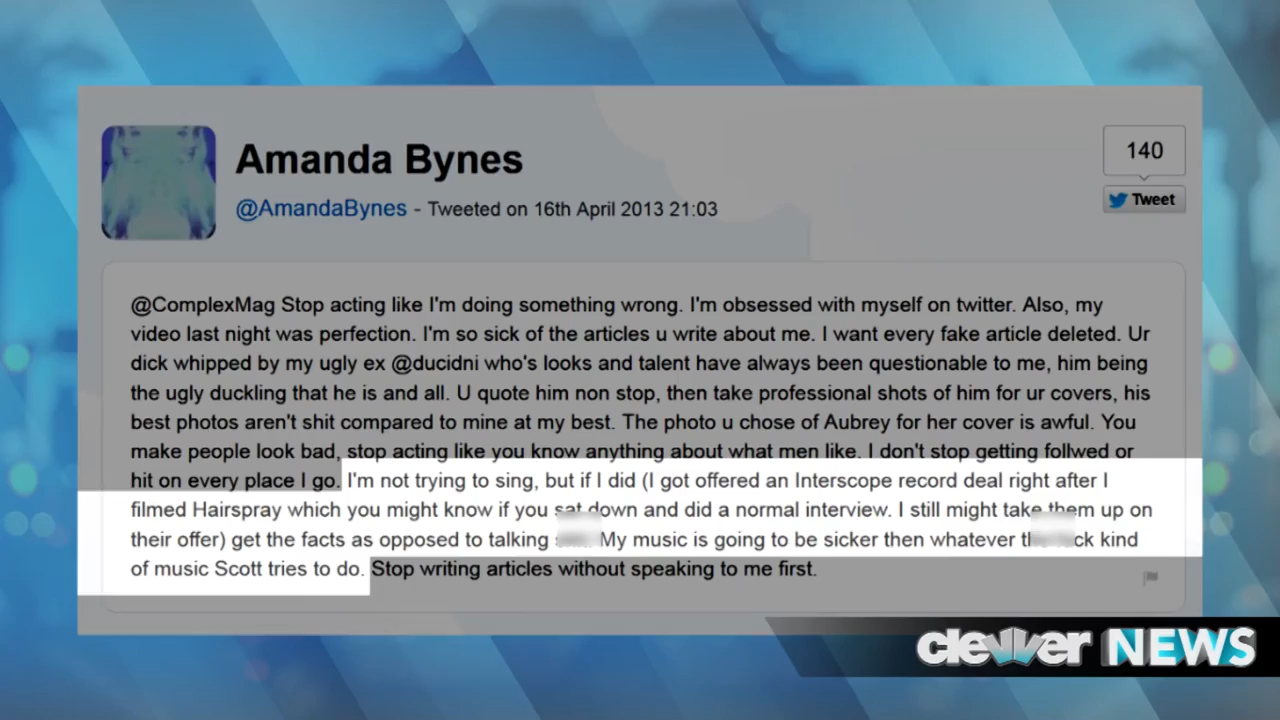 Amanda Bynes
@AmandaBynes - Tweeted on 16th April 2013 21:03
140
Tweet
@ComplexMag Stop acting like I'm doing something wrong. I'm obsessed with myself on twitter. Also, my
video last night was perfection. I'm so sick of the articles u write about me. I want every fake article deleted. Ur
dick whipped by my ugly ex @ducidni who's looks and talent have always been questionable to me, him being
the ugly duckling that he is and all. U quote him non stop, then take professional shots of him for ur covers, his
best photos aren't shit compared to mine at my best. The photo u chose of Aubrey for her cover is awful. You
make people look bad, stop acting like you know anything about what men like. I don't stop getting follwed or
hit on every place I go. I'm not trying to sing, but if I did (I got offered an Interscope record deal right after I
filmed Hairspray which you might know if you sat down and did a normal interview. I still might take them up on
their offer) get the facts as opposed to talking My music is going to be sicker then whatever kind
of music Scott tries to do. Stop writing articles without speaking to me first.
clevver NEWS